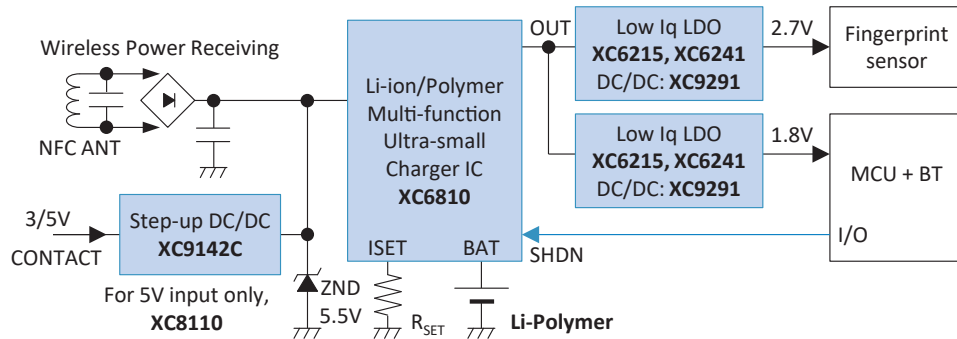 Wireless Power Receiving
NFC ANT
3/5V
CONTACT
Step-up DC/DC
XC9142C
For 5V input only,
XC8110
ZND
5.5V
Li-ion/Polymer
Multi-function
Ultra-small
Charger IC
XC6810
ISET
BAT
RSET
Li-Polymer
OUT
SHDN
Low Iq LDO
XC6215, XC6241
DC/DC: XC9291
2.7V
Fingerprint
sensor
Low Iq LDO
XC6215, XC6241
DC/DC: XC9291
1.8V
MCU + BT
I/O